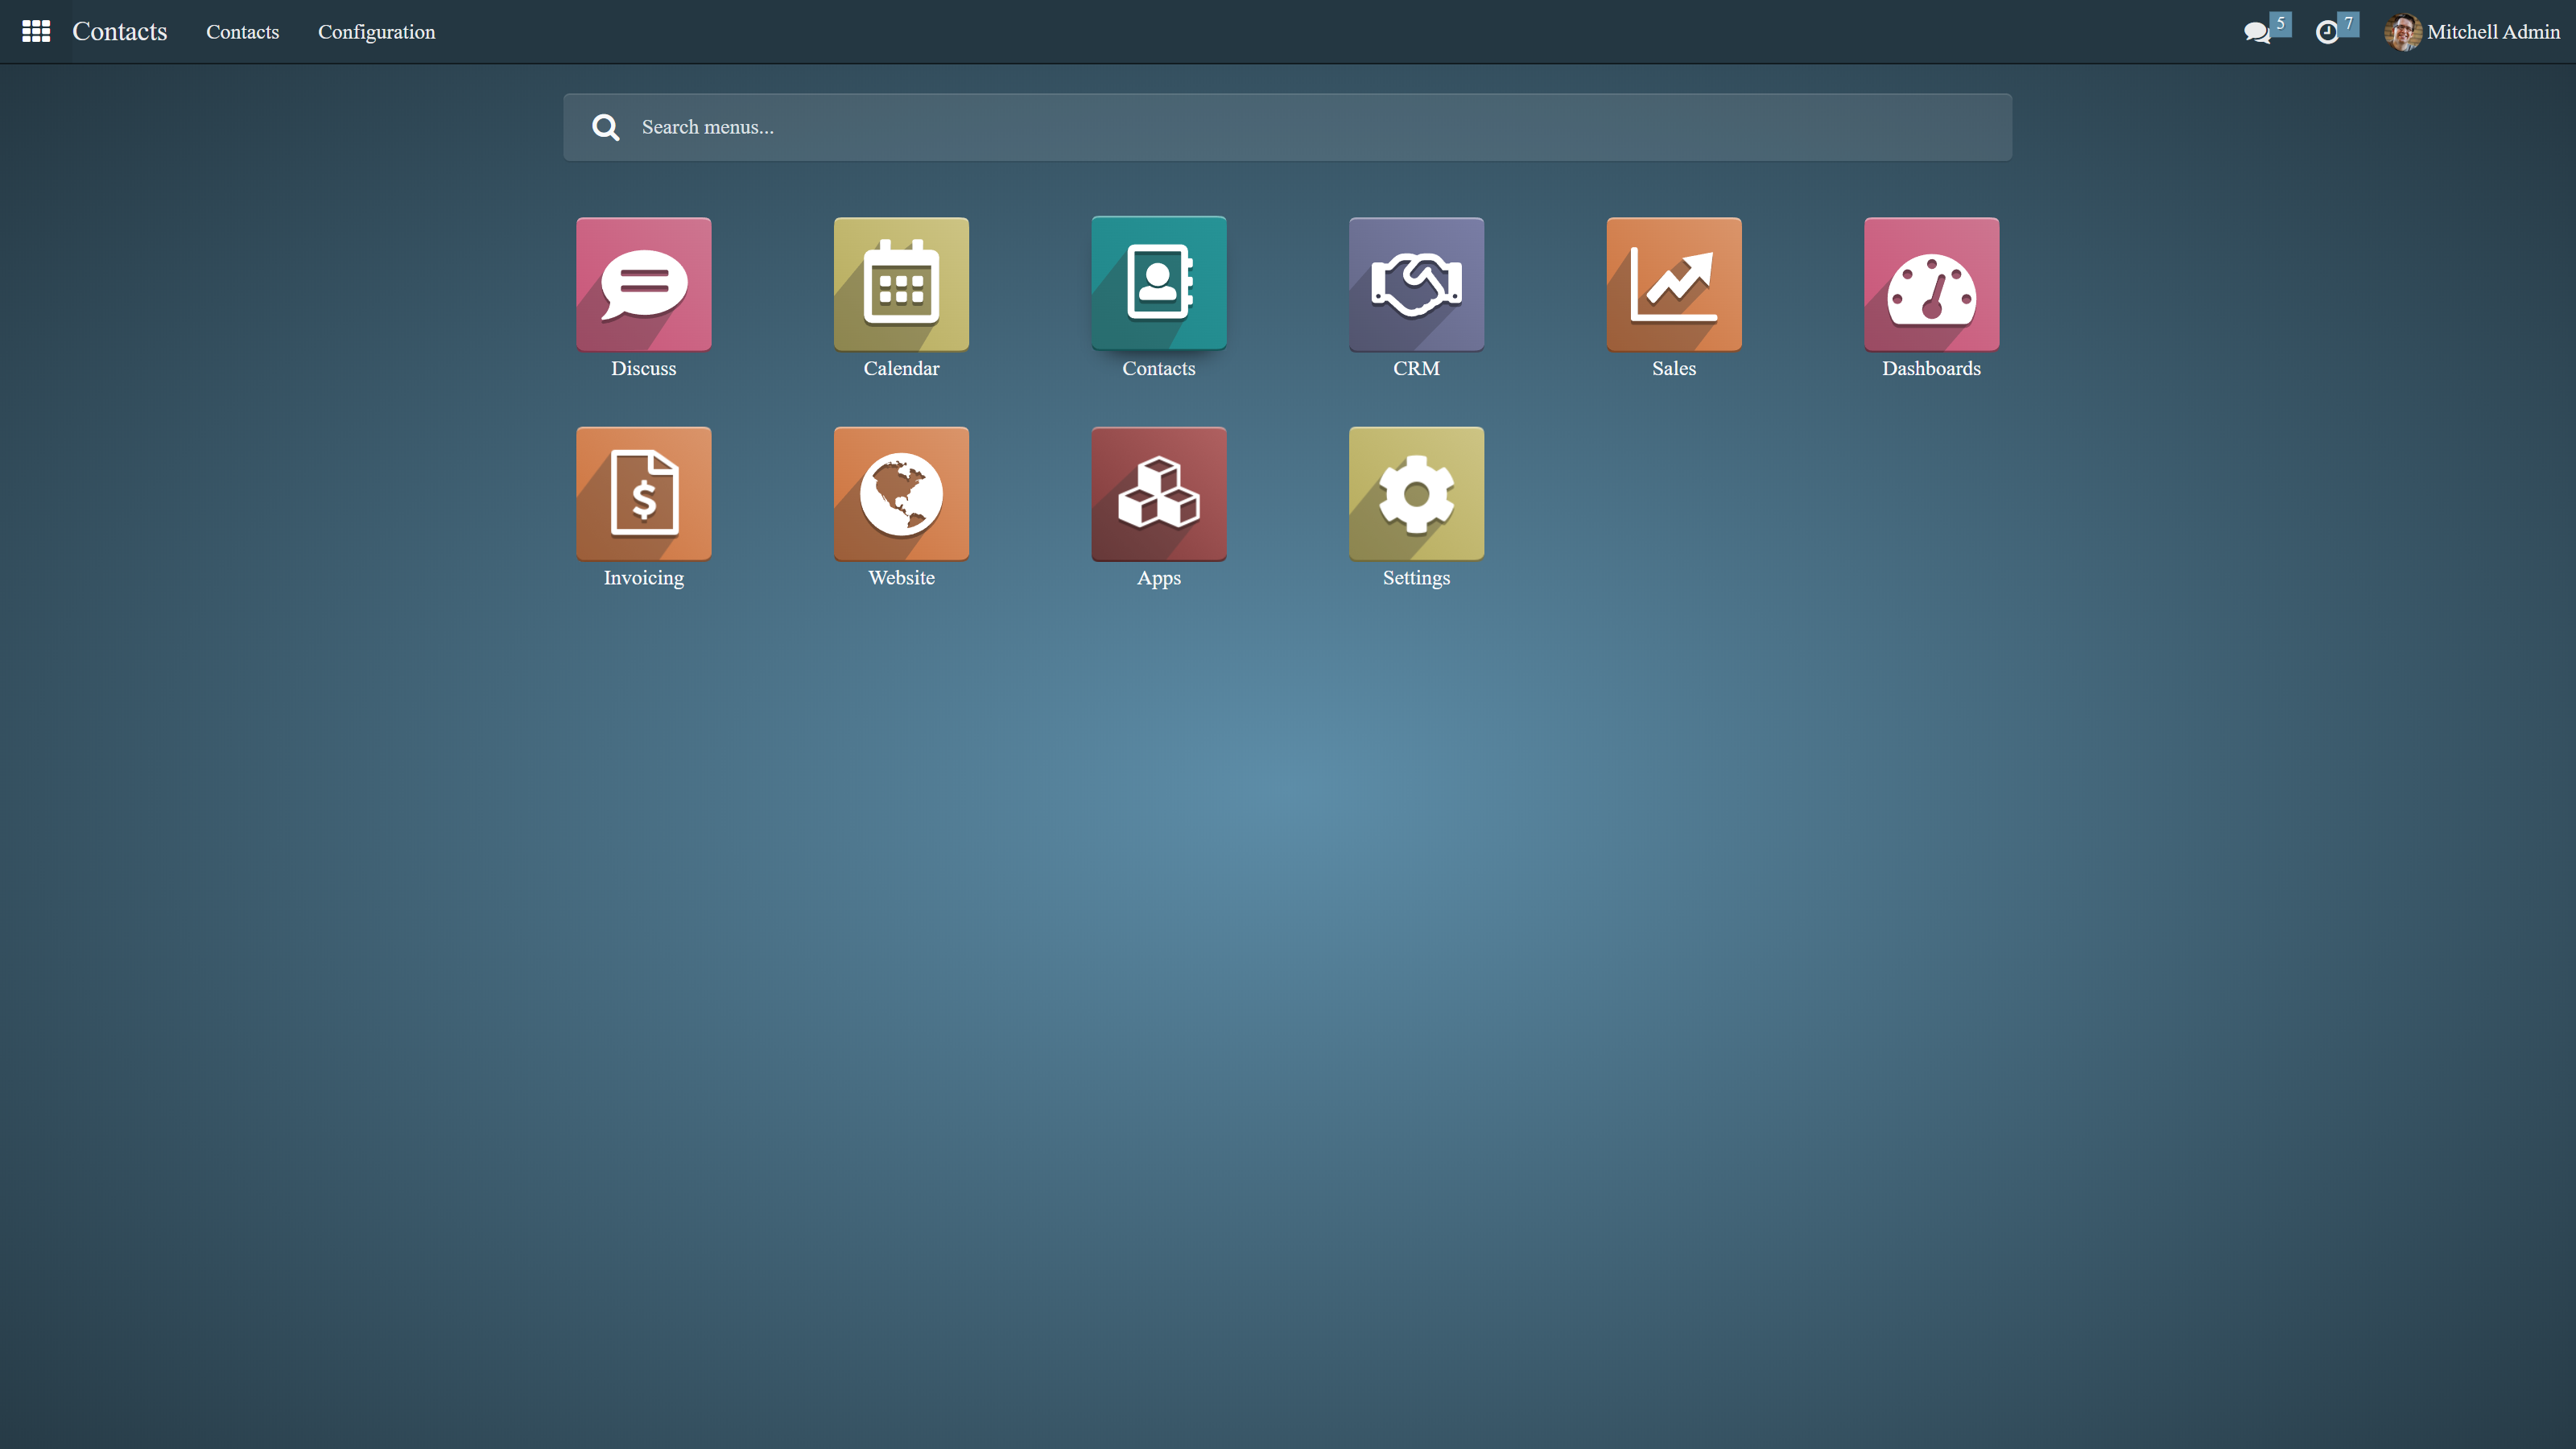 Contacts Contacts Configuration 5 7 Mitchell Admin
Search menus...
Discuss Calendar Contacts CRM Sales Dashboards
Invoicing Website Apps Settings